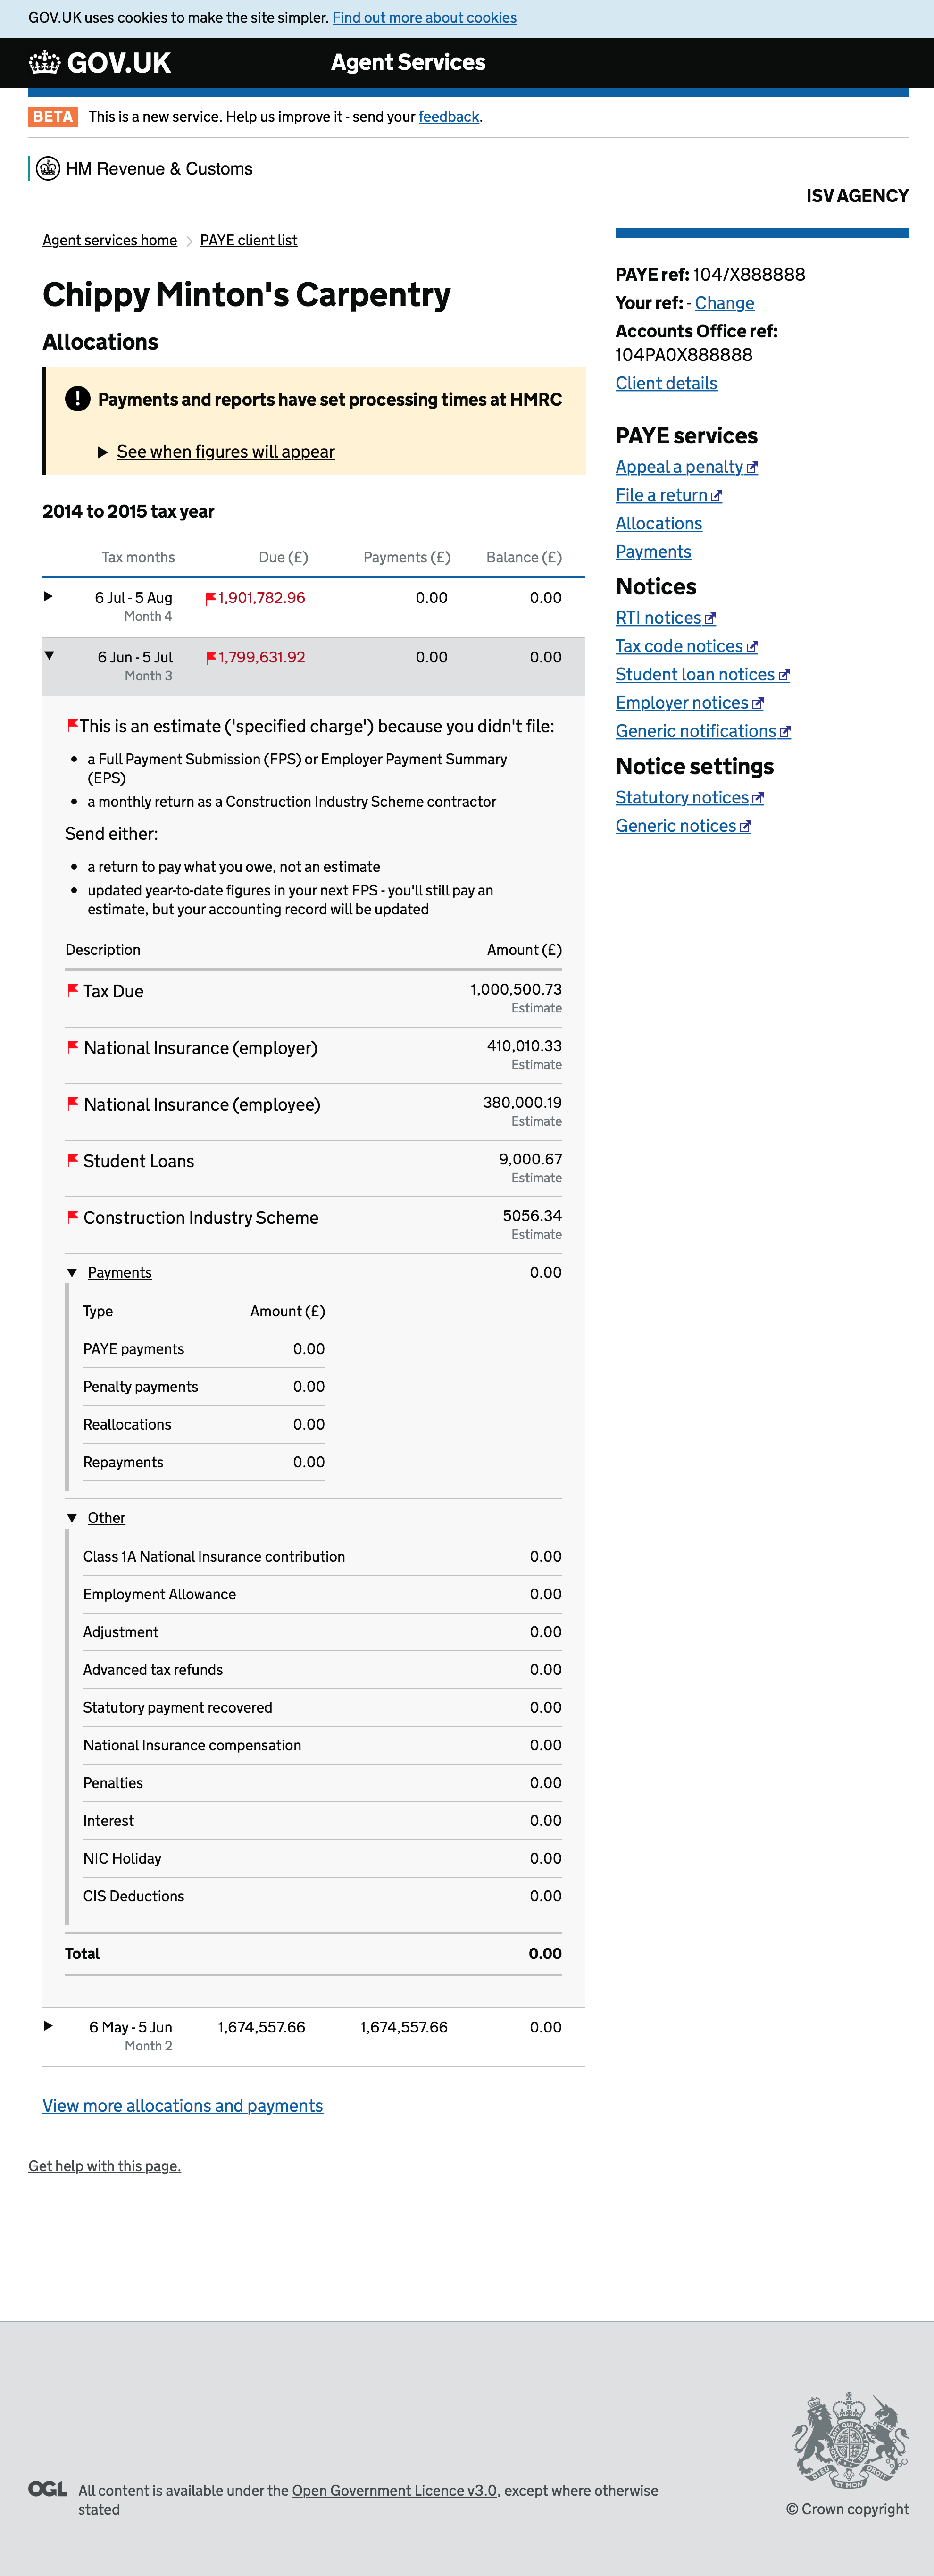 GOV.UK uses cookies to make the site simpler. Find out more about cookies
GOV.UK
Agent Services
BETA This is a new service. Help us improve it - send your feedback.
HM Revenue & Customs
ISV AGENCY
Agent services home PAYE client list
Chippy Minton's Carpentry
Allocations
! Payments and reports have set processing times at HMRC
See when figures will appear
2014 to 2015 tax year
Tax months Due (£) Payments (£) Balance (£)
6 Jul - 5 Aug 1,901,782.96 0.00 0.00
Month 4
6 Jun - 5 Jul 1,799,631.92 0.00 0.00
Month 3
This is an estimate ('specified charge') because you didn't file:
• a Full Payment Submission (FPS) or Employer Payment Summary
(EPS)
• a monthly return as a Construction Industry Scheme contractor
Send either:
• a return to pay what you owe, not an estimate
• updated year-to-date figures in your next FPS - you'll still pay an
estimate, but your accounting record will be updated
Description Amount (£)
Tax Due 1,000,500.73
Estimate
National Insurance (employer) 410,010.33
Estimate
National Insurance (employee) 380,000.19
Estimate
Student Loans 9,000.67
Estimate
Construction Industry Scheme 5056.34
Estimate
Payments 0.00
Type Amount (£)
PAYE payments 0.00
Penalty payments 0.00
Reallocations 0.00
Repayments 0.00
Other
Class 1A National Insurance contribution 0.00
Employment Allowance 0.00
Adjustment 0.00
Advanced tax refunds 0.00
Statutory payment recovered 0.00
National Insurance compensation 0.00
Penalties 0.00
Interest 0.00
NIC Holiday 0.00
CIS Deductions 0.00
Total 0.00
6 May - 5 Jun 1,674,557.66 1,674,557.66 0.00
Month 2
View more allocations and payments
Get help with this page.
PAYE ref: 104/X888888
Your ref: - Change
Accounts Office ref:
104PA0X888888
Client details
PAYE services
Appeal a penalty
File a return
Allocations
Payments
Notices
RTI notices
Tax code notices
Student loan notices
Employer notices
Generic notifications
Notice settings
Statutory notices
Generic notices
OGL All content is available under the Open Government Licence v3.0, except where otherwise
stated
© Crown copyright